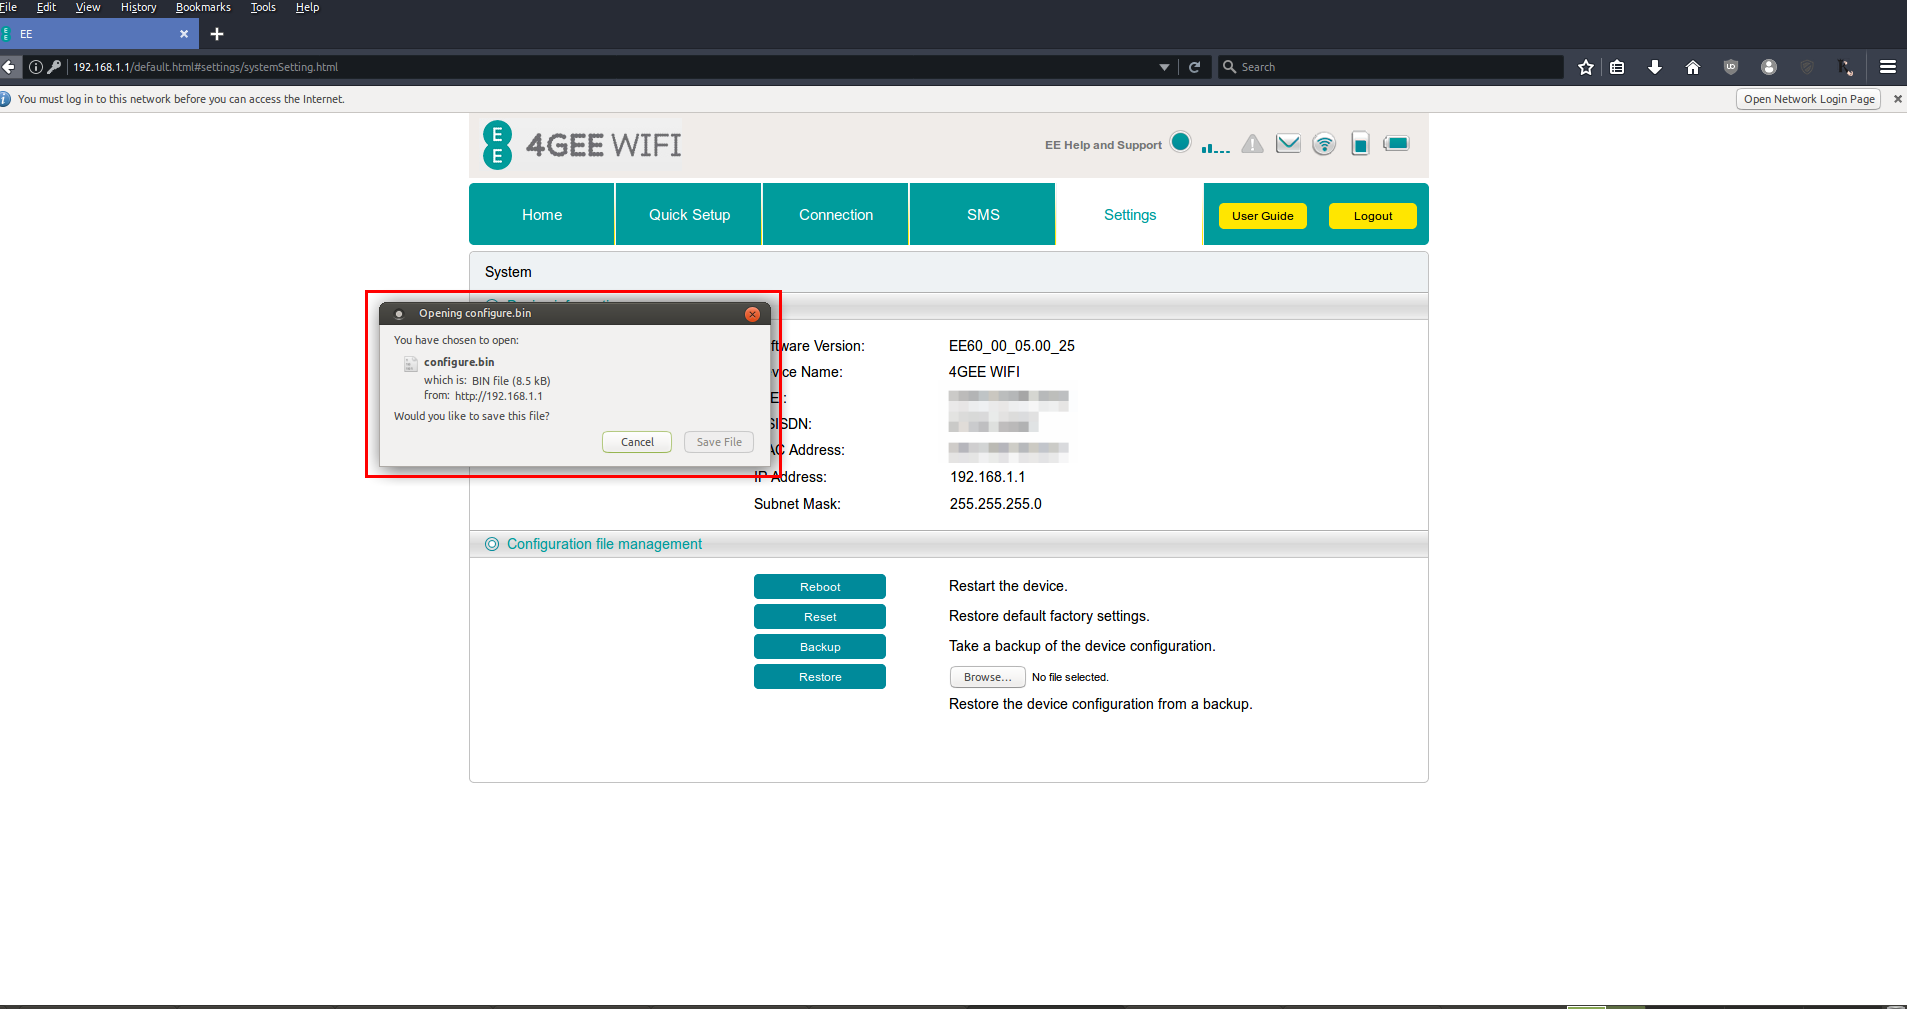 File Edit View History Bookmarks Tools Help
EE
192.168.1.1/default.html#settings/systemSetting.html
Search
You must log in to this network before you can access the Internet.
Open Network Login Page
E
E
4GEE WIFI
EE Help and Support
Home Quick Setup Connection SMS Settings User Guide Logout
System
Opening configure.bin
You have chosen to open:
configure.bin
which is: BIN file (8.5 kB)
from: http://192.168.1.1
Would you like to save this file?
Cancel Save File
ftware Version: EE60_00_05.00_25
vice Name: 4GEE WIFI
SISDN:
AC Address:
IP Address: 192.168.1.1
Subnet Mask: 255.255.255.0
Configuration file management
Reboot Restart the device.
Reset Restore default factory settings.
Backup Take a backup of the device configuration.
Restore Browse... No file selected.
Restore the device configuration from a backup.